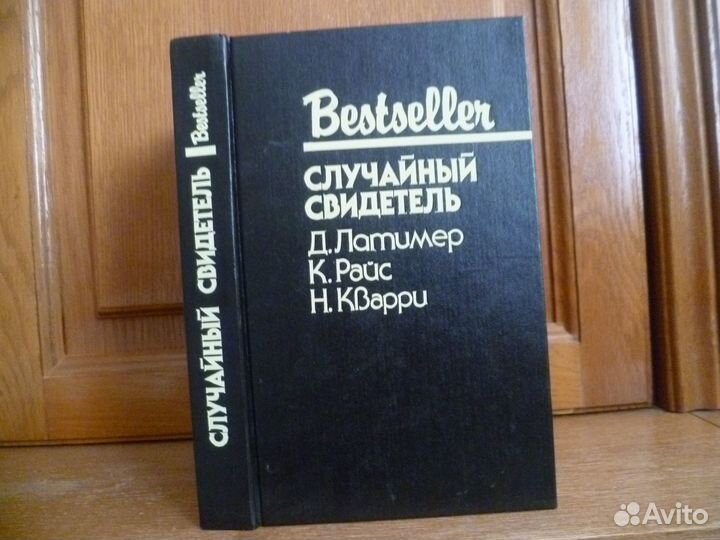 СЛУЧАЙНЫЙ СВИДЕТЕЛЬ Bestseller
Bestseller
СЛУЧАЙНЫЙ
СВИДЕТЕЛЬ
Д. Латимер
К. Райс
Н. Кварри
Avito